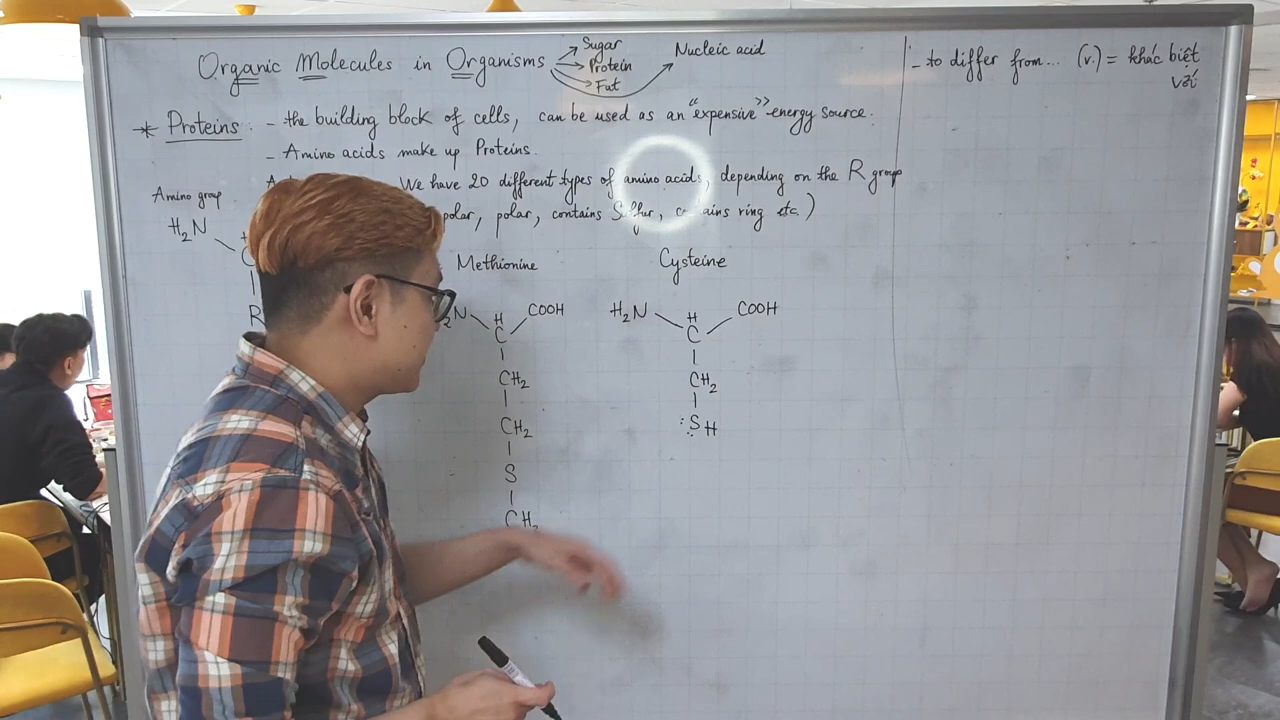 Organic Molecules in Organisms
Sugar
Protein
Fat
Nucleic acid
- to differ from... (v.) = khác biệt
với
* Proteins: - the building block of cells, can be used as an "expensive" energy source.
- Amino acids make up Proteins.
We have 20 different types of amino acids, depending on the R group
polar, polar, contains Sulfur, ring etc.)
Amino group
H₂N
C
R
Methionine
₂N
H
C
COOH
CH₂
CH₂
S
CH₂
Cysteine
H₂N
H
C
COOH
CH₂
:SH